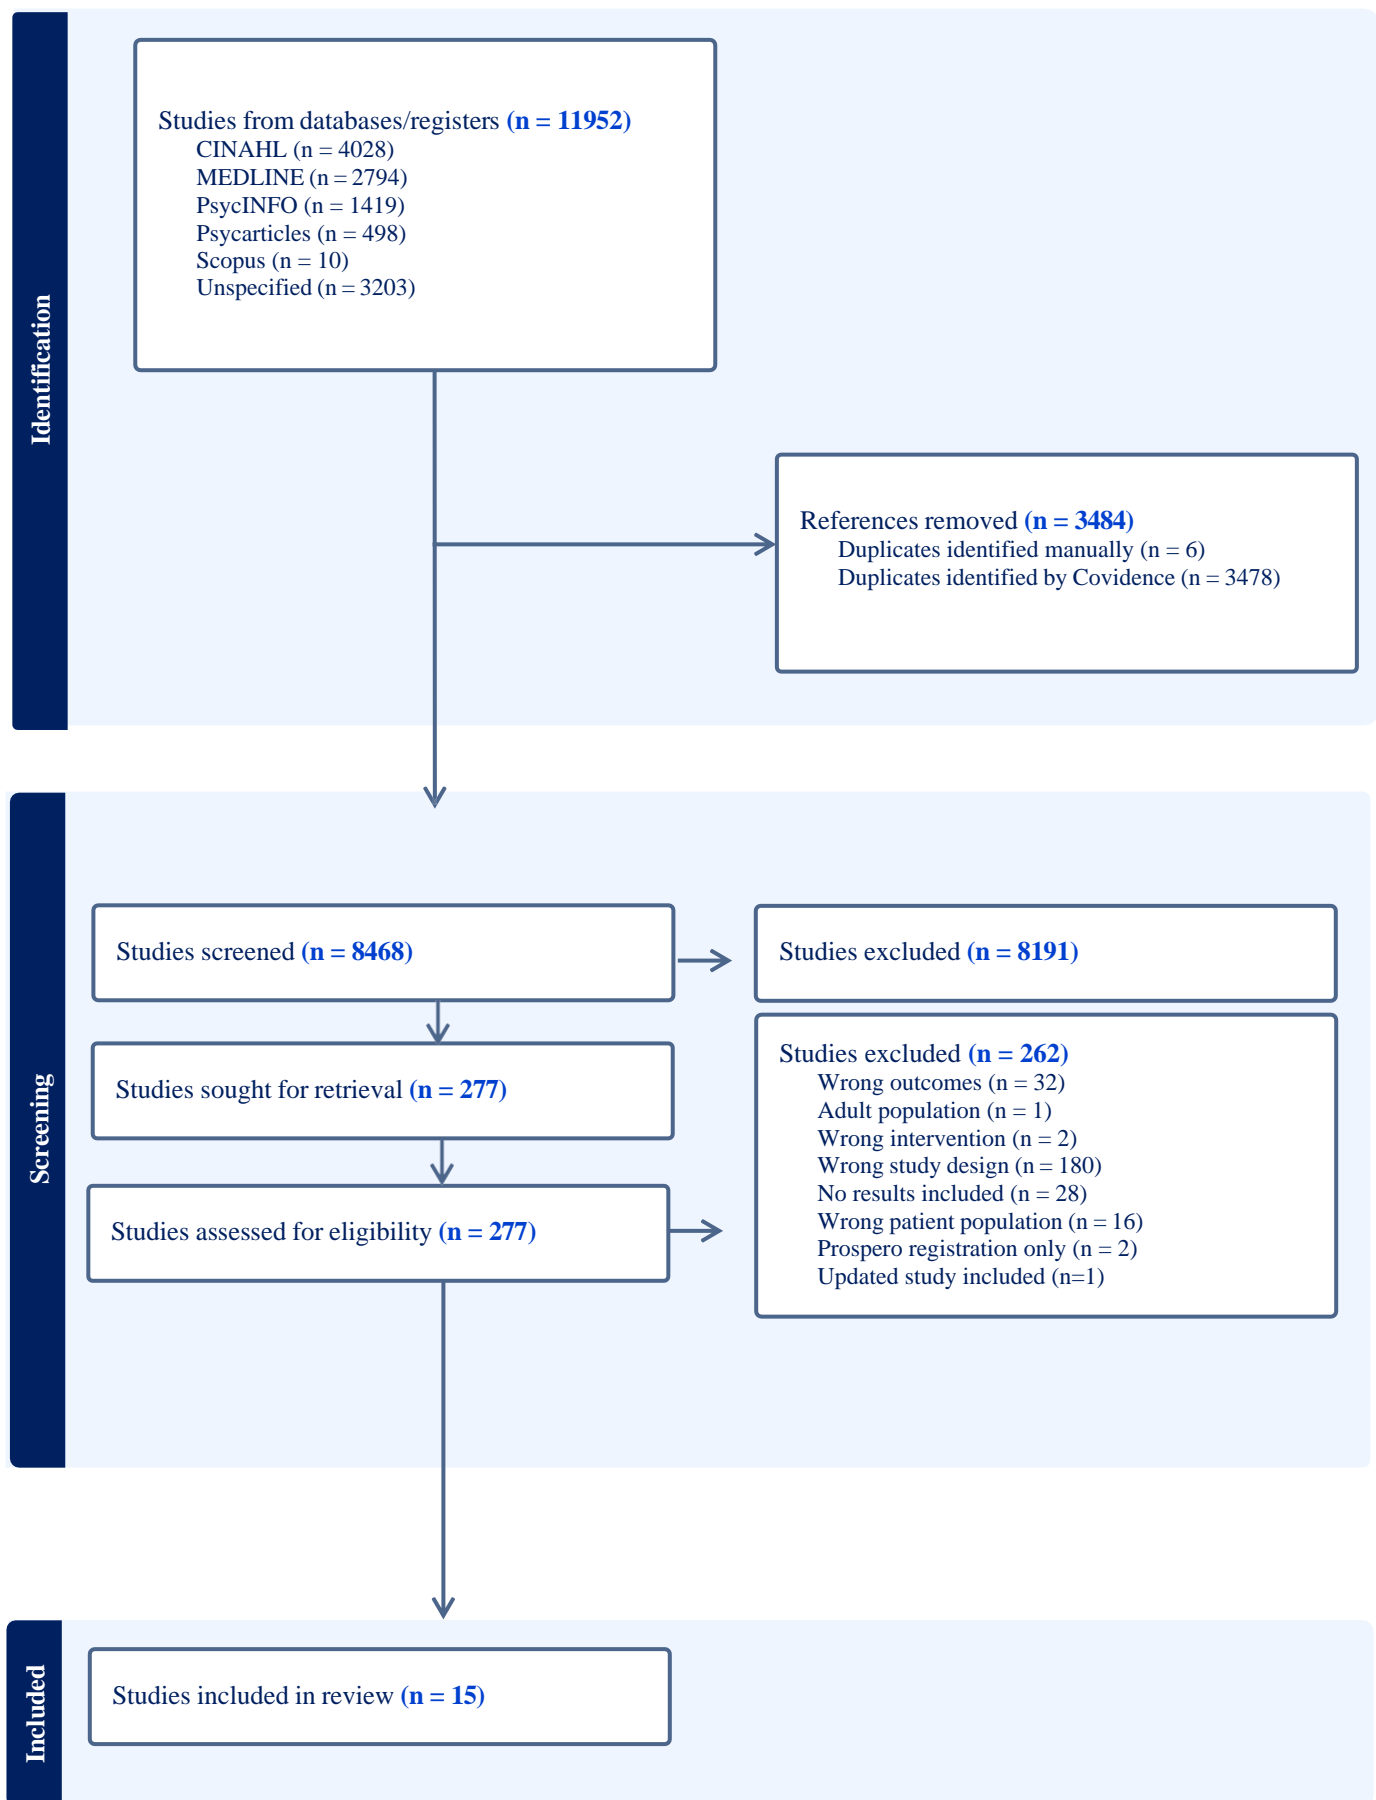 Identification
Studies from databases/registers (n = 11952)
CINAHL (n = 4028)
MEDLINE (n = 2794)
PsycINFO (n = 1419)
Psycarticles (n = 498)
Scopus (n = 10)
Unspecified (n = 3203)
References removed (n = 3484)
Duplicates identified manually (n = 6)
Duplicates identified by Covidence (n = 3478)
Screening
Studies screened (n = 8468)
Studies excluded (n = 8191)
Studies sought for retrieval (n = 277)
Studies assessed for eligibility (n = 277)
Studies excluded (n = 262)
Wrong outcomes (n = 32)
Adult population (n = 1)
Wrong intervention (n = 2)
Wrong study design (n = 180)
No results included (n = 28)
Wrong patient population (n = 16)
Prospero registration only (n = 2)
Updated study included (n=1)
Included
Studies included in review (n = 15)